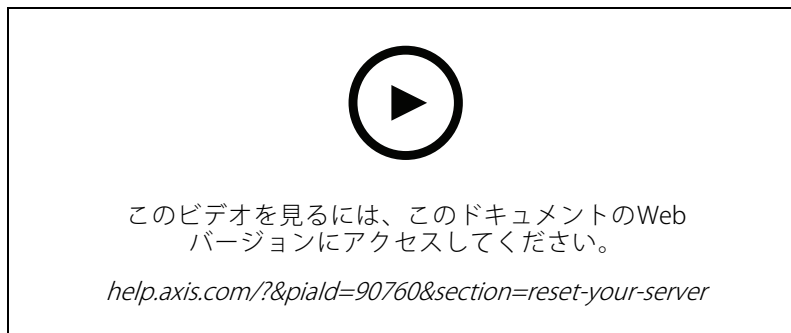 このビデオを見るには、このドキュメントのWeb
バージョンにアクセスしてください。
help.axis.com/?&piaId=90760&section=reset-your-server